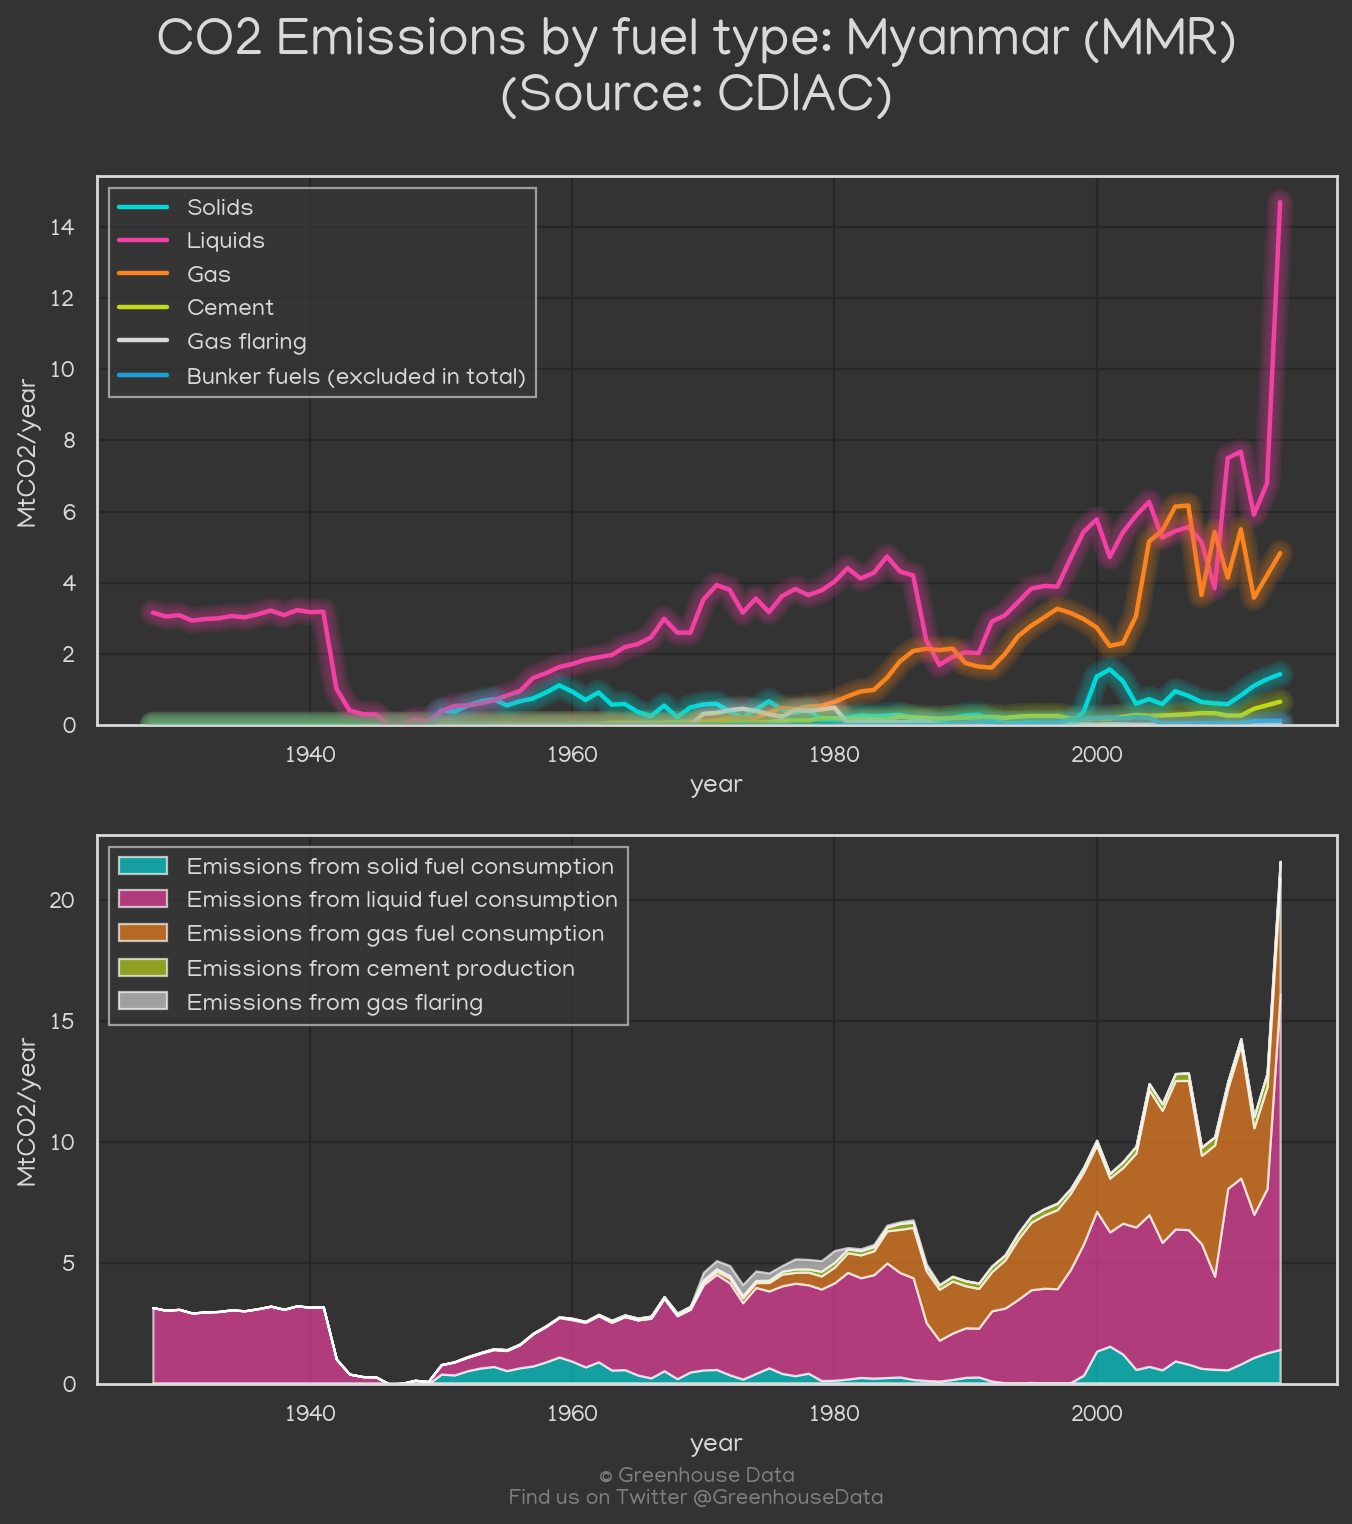 CO2 Emissions by fuel type: Myanmar (MMR)
(Source: CDIAC)
Solids
Liquids
Gas
Cement
Gas flaring
Bunker fuels (excluded in total)
14
12
10
8
6
4
2
0
MtCO2/year
1940
1960
1980
2000
year
Emissions from solid fuel consumption
Emissions from liquid fuel consumption
Emissions from gas fuel consumption
Emissions from cement production
Emissions from gas flaring
20
15
10
5
0
MtCO2/year
1940
1960
1980
2000
year
© Greenhouse Data
Find us on Twitter @GreenhouseData